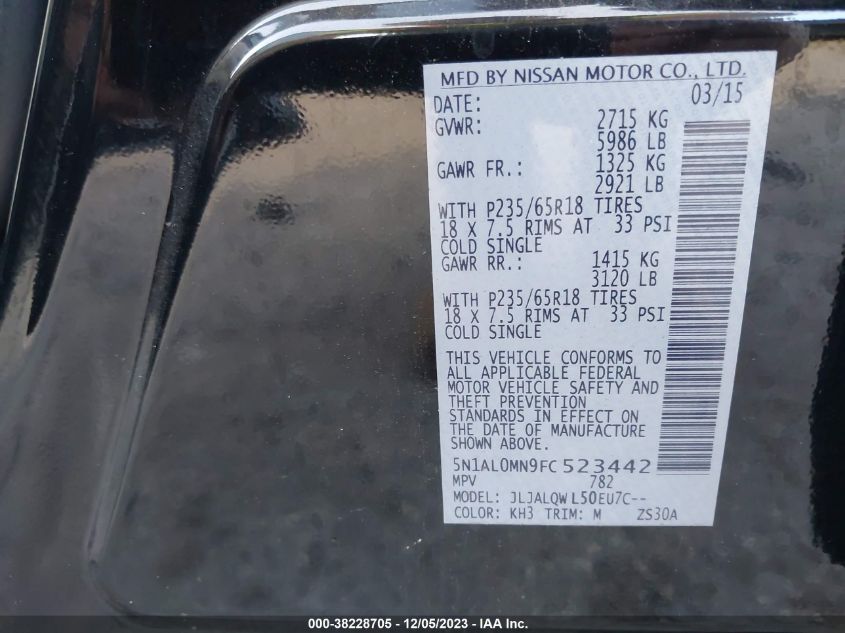 MFD BY NISSAN MOTOR CO., LTD.
DATE: 03/15
GVWR: 2715 KG
5986 LB
GAWR FR.: 1325 KG
2921 LB
WITH P235/65R18 TIRES
18 X 7.5 RIMS AT 33 PSI
COLD SINGLE
GAWR RR.: 1415 KG
3120 LB
WITH P235/65R18 TIRES
18 X 7.5 RIMS AT 33 PSI
COLD SINGLE
THIS VEHICLE CONFORMS TO
ALL APPLICABLE FEDERAL
MOTOR VEHICLE SAFETY AND
THEFT PREVENTION
STANDARDS IN EFFECT ON
THE DATE OF MANUFACTURE
SHOWN ABOVE.
5N1AL0MN9FC523442
MPV 782
MODEL: JLJALQWL50EU7C--
COLOR: KH3 TRIM: M ZS30A
000-38228705 - 12/05/2023 - IAA Inc.